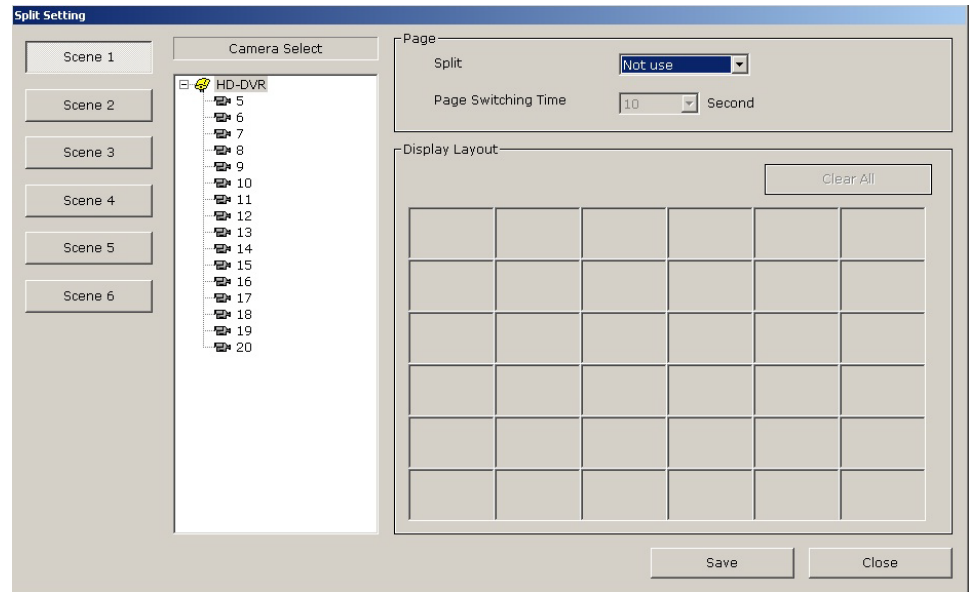 Split Setting
Scene 1
Scene 2
Scene 3
Scene 4
Scene 5
Scene 6
Camera Select
HD-DVR
5
6
7
8
9
10
11
12
13
14
15
16
17
18
19
20
Page
Split
Not use
Page Switching Time
10
Second
Display Layout
Clear All
Save
Close